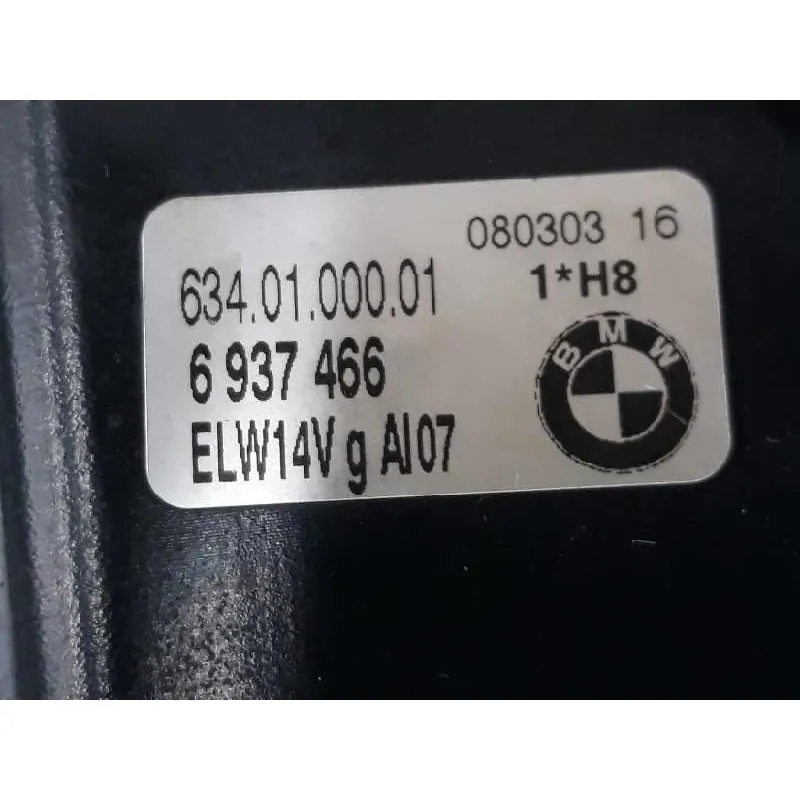 080303 16
634.01.000.01
1*H8
6 937 466
BMW
ELW14V g Al07